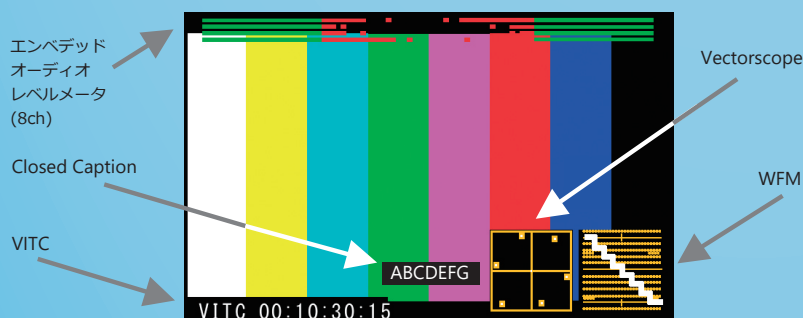 エンベデッド
オーディオ
レベルメータ
(8ch)
Closed Caption
VITC
Vectorscope
WFM
ABCDEFG
VITC 00:10:30:15